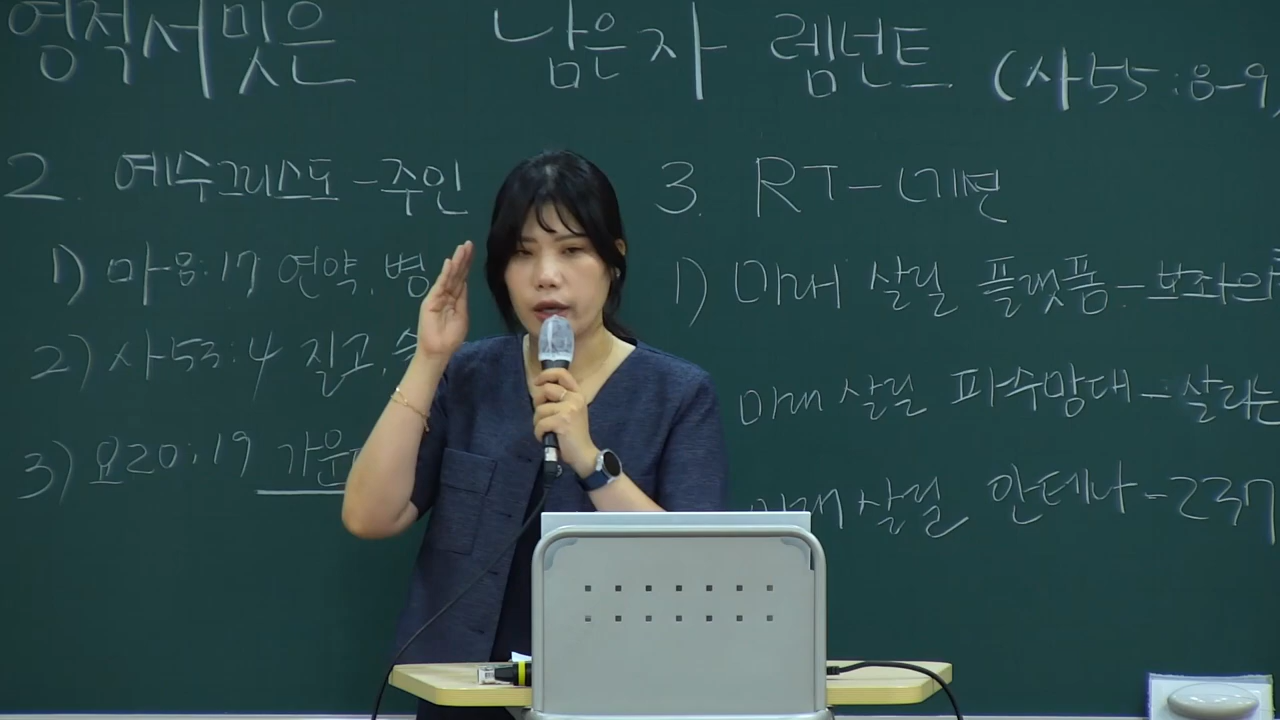 영적서밋은 남은자 렘넌트 (사55:8-9)
2. 예수그리스도-주인
1) 마8:17 연약, 병
2) 사53:4 질고,
3) 요20:19 가운
3. RT-
1) 미래 살릴 플랫폼-보좌의
미래 살릴 파수망대-살리는
미래 살릴 안테나-237